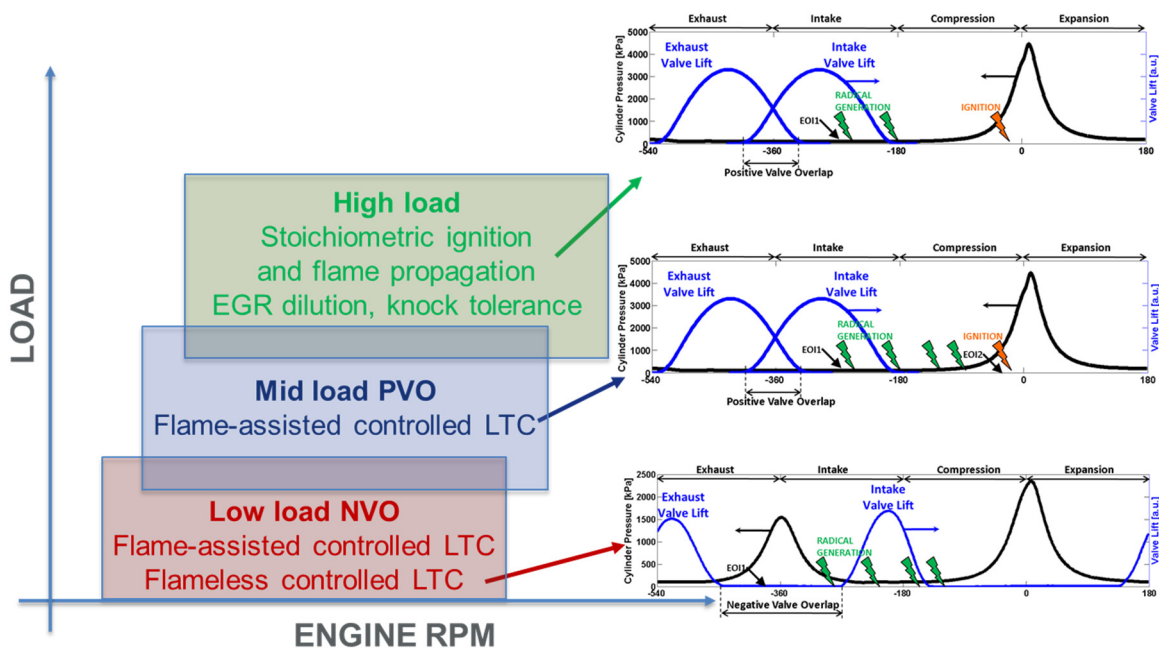 LOAD
ENGINE RPM
High load
Stoichiometric ignition
and flame propagation
EGR dilution, knock tolerance
Mid load PVO
Flame-assisted controlled LTC
Low load NVO
Flame-assisted controlled LTC
Flameless controlled LTC
Exhaust Intake Compression Expansion
Cylinder Pressure [kPa]
5000
4000
3000
2000
1000
0
Exhaust
Valve Lift
Intake
Valve Lift
RADICAL
GENERATION
EOI1
IGNITION
Valve Lift [a.u.]
-540 -360 -180 0 180
Positive Valve Overlap
Exhaust Intake Compression Expansion
Cylinder Pressure [kPa]
5000
4000
3000
2000
1000
0
Exhaust
Valve Lift
Intake
Valve Lift
RADICAL
GENERATION
EOI1
IGNITION
EOI2
Valve Lift [a.u.]
-540 -360 -180 0 180
Positive Valve Overlap
Exhaust Intake Compression Expansion
Cylinder Pressure [kPa]
2500
2000
1500
1000
500
0
Exhaust
Valve Lift
Intake
Valve Lift
RADICAL
GENERATION
EOI1
Valve Lift [a.u.]
-540 -360 -180 0 180
Negative Valve Overlap